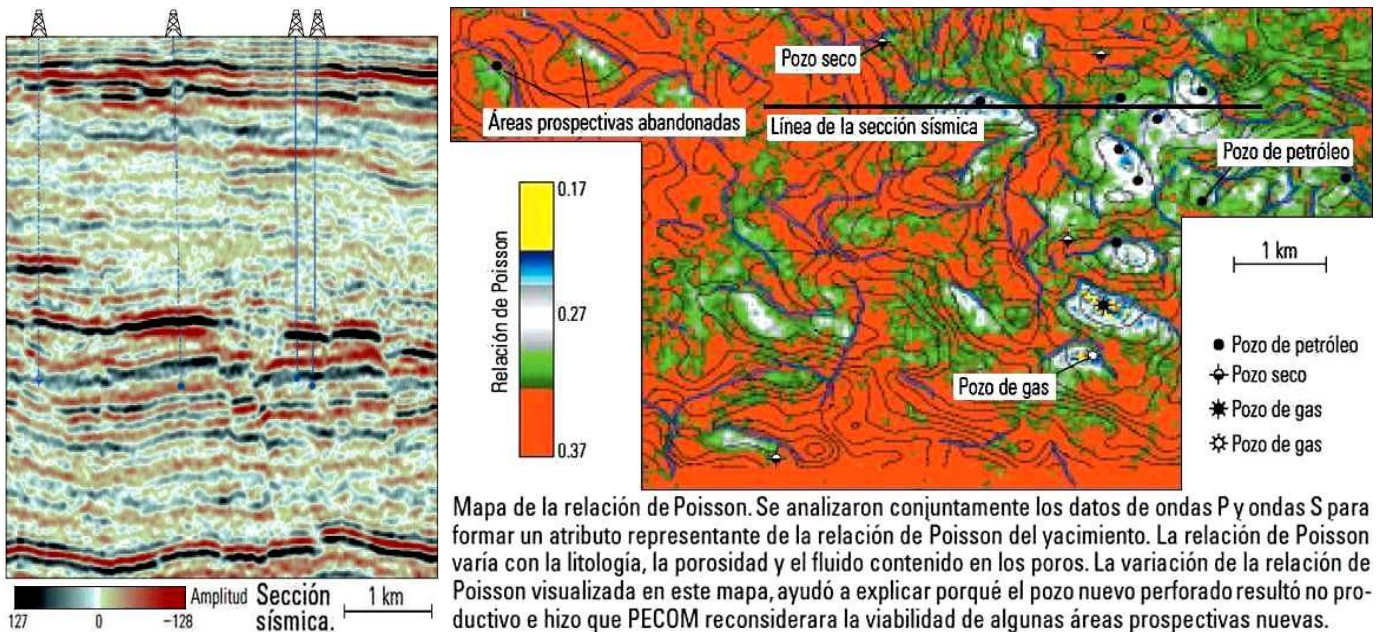 Pozo seco
Áreas prospectivas abandonadas
Línea de la sección sísmica
Pozo de petróleo
Relación de Poisson
0.17
0.27
0.37
1 km
Pozo de gas
Pozo de petróleo
Pozo seco
Pozo de gas
Pozo de gas
127
0
–128
Amplitud
Sección
sísmica.
1 km
Mapa de la relación de Poisson. Se analizaron conjuntamente los datos de ondas P y ondas S para
formar un atributo representante de la relación de Poisson del yacimiento. La relación de Poisson
varía con la litología, la porosidad y el fluido contenido en los poros. La variación de la relación de
Poisson visualizada en este mapa, ayudó a explicar porqué el pozo nuevo perforado resultó no pro-
ductivo e hizo que PECOM reconsiderara la viabilidad de algunas áreas prospectivas nuevas.